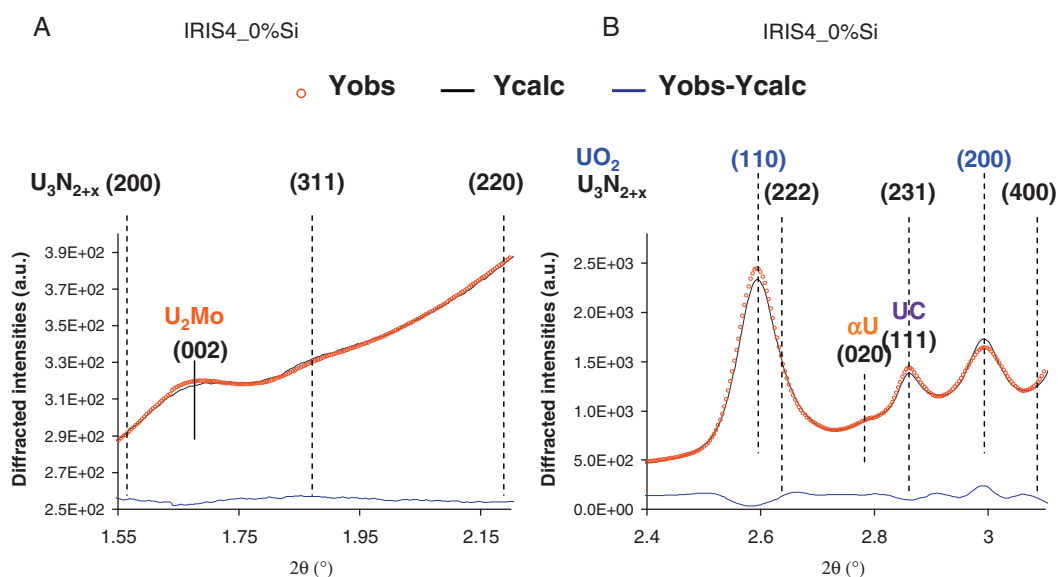 A
IRIS4_0%Si
B
IRIS4_0%Si
Yobs
Ycalc
Yobs-Ycalc
U₃N₂₊ₓ (200)
(311)
(220)
Diffracted intensities (a.u.)
3.9E+02
3.7E+02
3.5E+02
3.3E+02
3.1E+02
2.9E+02
2.7E+02
2.5E+02
U₂Mo
(002)
1.55
1.75
1.95
2.15
2θ (°)
UO₂
(110)
(200)
U₃N₂₊ₓ
(222)
(231)
(400)
Diffracted intensities (a.u.)
2.5E+03
2.0E+03
1.5E+03
1.0E+03
5.0E+02
0.0E+00
αU
(020)
UC
(111)
2.4
2.6
2.8
3
2θ (°)